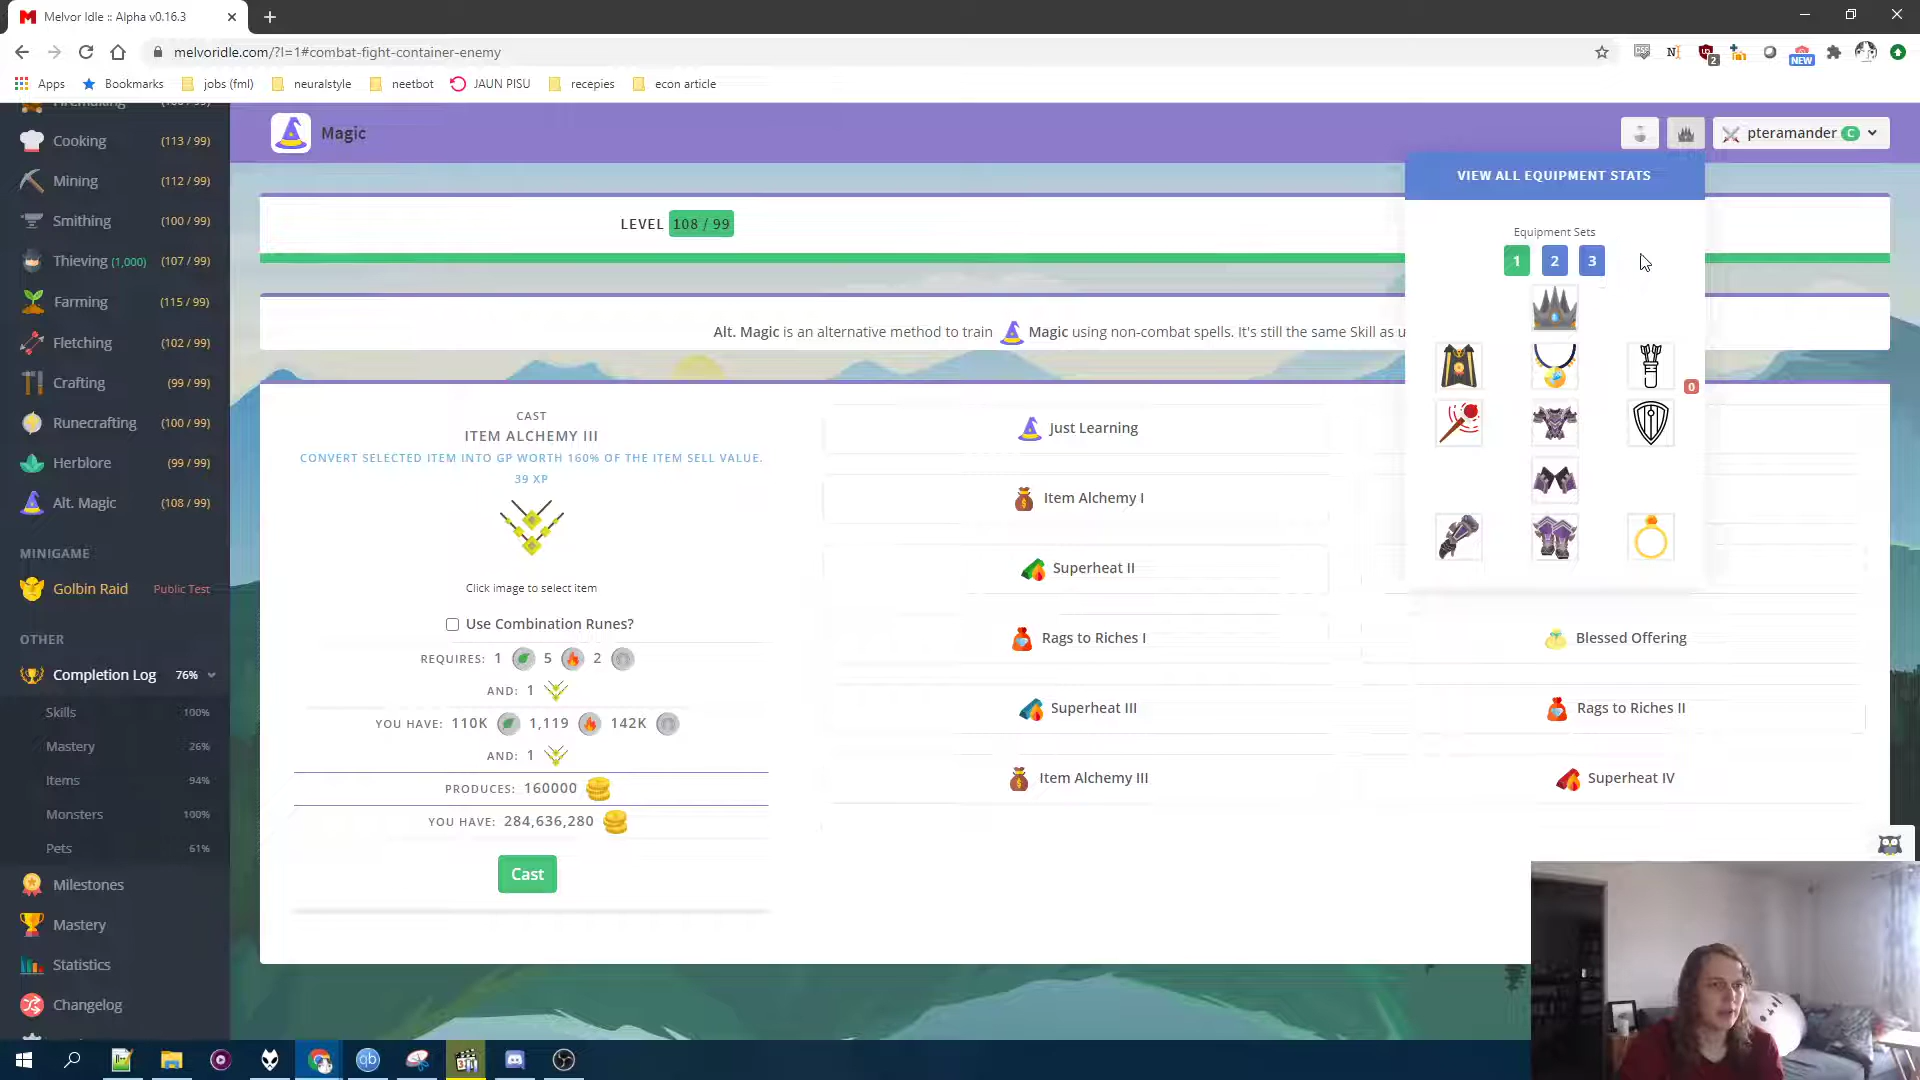 Melvor Idle :: Alpha v0.16.3
melvoridle.com/?l=1#combat-fight-container-enemy
2
NEW
Apps
Bookmarks
jobs (fml)
neuralstyle
neetbot
JAUN PISU
recepies
econ article
Cooking (113 / 99)
Mining (112 / 99)
Smithing (100 / 99)
Thieving (1,000) (107 / 99)
Farming (115 / 99)
Fletching (102 / 99)
Crafting (99 / 99)
Runecrafting (100 / 99)
Herblore (99 / 99)
Alt. Magic (108 / 99)
MINIGAME
Golbin Raid Public Test
OTHER
Completion Log 76%
Skills 100%
Mastery 26%
Items 94%
Monsters 100%
Pets 61%
Milestones
Mastery
Statistics
Changelog
Magic
pteramander C
LEVEL 108 / 99
Alt. Magic is an alternative method to train Magic using non-combat spells. It's still the same Skill as u
CAST
ITEM ALCHEMY III
CONVERT SELECTED ITEM INTO GP WORTH 160% OF THE ITEM SELL VALUE.
39 XP
Click image to select item
Use Combination Runes?
REQUIRES: 1 5 2
AND: 1
YOU HAVE: 110K 1,119 142K
AND: 1
PRODUCES: 160000
YOU HAVE: 284,636,280
Cast
Just Learning
Item Alchemy I
Superheat II
Rags to Riches I
Blessed Offering
Superheat III
Rags to Riches II
Item Alchemy III
Superheat IV
VIEW ALL EQUIPMENT STATS
Equipment Sets
1 2 3
0
qb